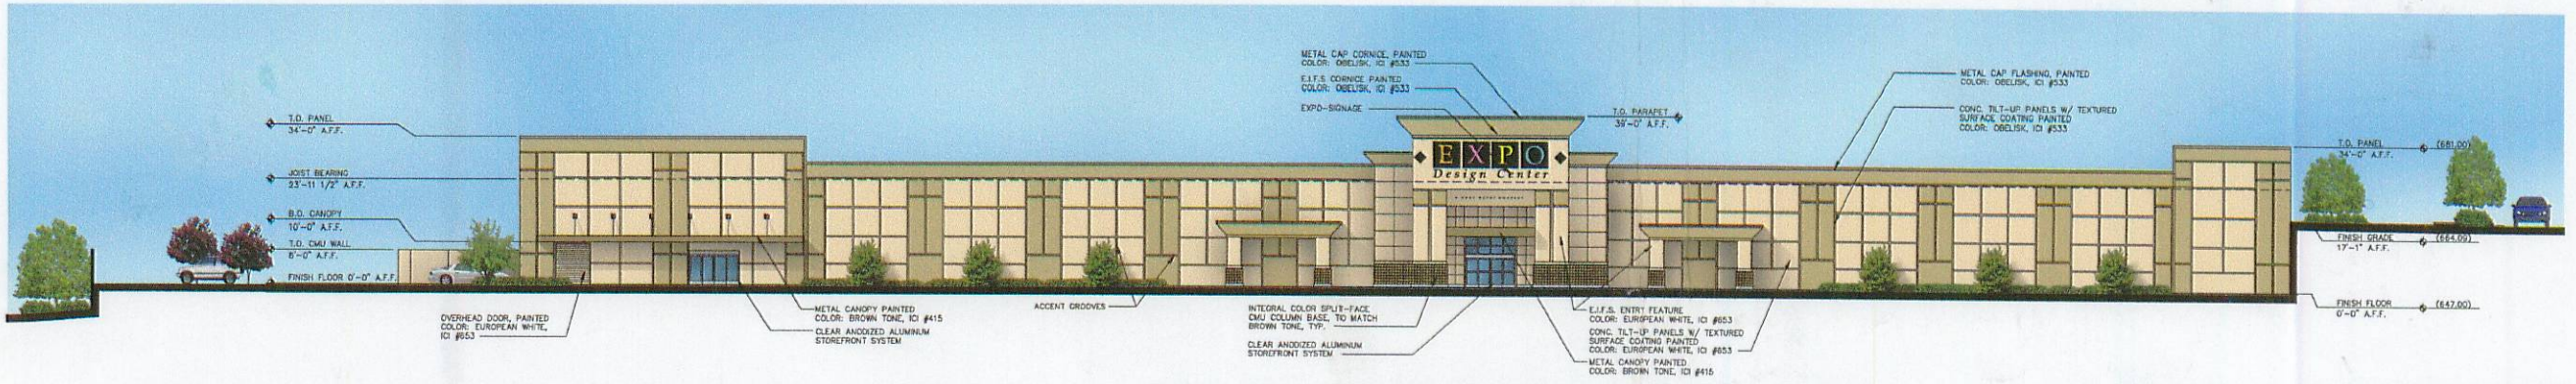 METAL CAP CORNICE, PAINTED
COLOR: OBELISK, ICI #533
E.I.F.S. CORNICE PAINTED
COLOR: OBELISK, ICI #533
EXPO-SIGNAGE
T.O. PARAPET
39'-0" A.F.F.
METAL CAP FLASHING, PAINTED
COLOR: OBELISK, ICI #533
CONC. TILT-UP PANELS W/ TEXTURED
SURFACE COATING PAINTED
COLOR: OBELISK, ICI #533
T.O. PANEL
34'-0" A.F.F.
JOIST BEARING
23'-11 1/2" A.F.F.
B.O. CANOPY
10'-0" A.F.F.
T.O. CMU WALL
8'-0" A.F.F.
FINISH FLOOR 0'-0" A.F.F.
EXPO
Design Center
T.O. PANEL
34'-0" A.F.F.
(681.00)
FINISH GRADE
17'-1" A.F.F.
(664.09)
FINISH FLOOR
0'-0" A.F.F.
(647.00)
OVERHEAD DOOR, PAINTED
COLOR: EUROPEAN WHITE,
ICI #653
METAL CANOPY PAINTED
COLOR: BROWN TONE, ICI #415
CLEAR ANODIZED ALUMINUM
STOREFRONT SYSTEM
ACCENT GROOVES
INTEGRAL COLOR SPLIT-FACE
CMU COLUMN BASE, TO MATCH
BROWN TONE, TYP.
CLEAR ANODIZED ALUMINUM
STOREFRONT SYSTEM
E.I.F.S. ENTRY FEATURE
COLOR: EUROPEAN WHITE, ICI #653
CONC. TILT-UP PANELS W/ TEXTURED
SURFACE COATING PAINTED
COLOR: EUROPEAN WHITE, ICI #653
METAL CANOPY PAINTED
COLOR: BROWN TONE, ICI #415